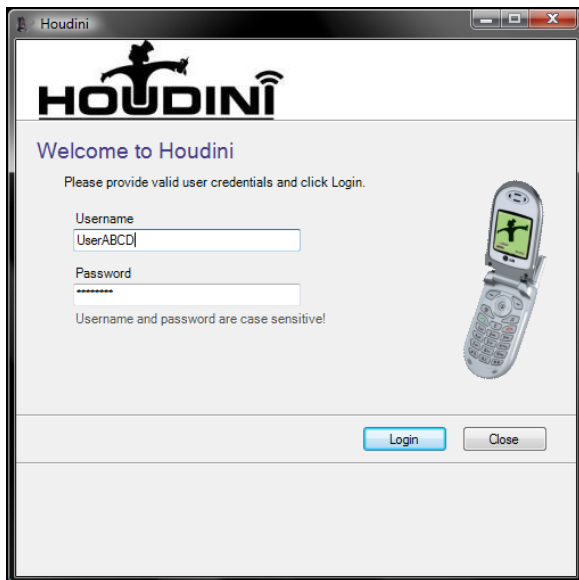 Houdini
HOUDINI
Welcome to Houdini
Please provide valid user credentials and click Login.
Username
UserABCD
Password
********
Username and password are case sensitive!
LG
Login
Close